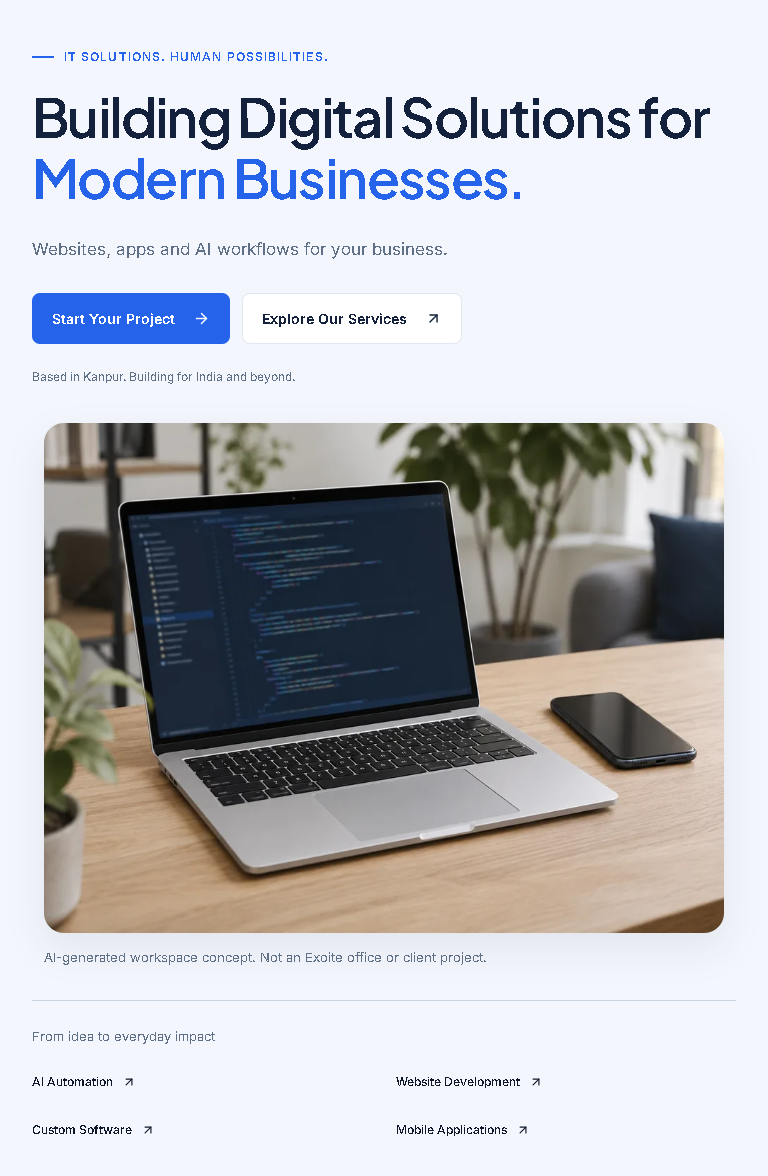 IT SOLUTIONS. HUMAN POSSIBILITIES.
Building Digital Solutions for
Modern Businesses.
Websites, apps and AI workflows for your business.
Start Your Project
Explore Our Services
Based in Kanpur. Building for India and beyond.
AI-generated workspace concept. Not an Exoite office or client project.
From idea to everyday impact
AI Automation
Website Development
Custom Software
Mobile Applications